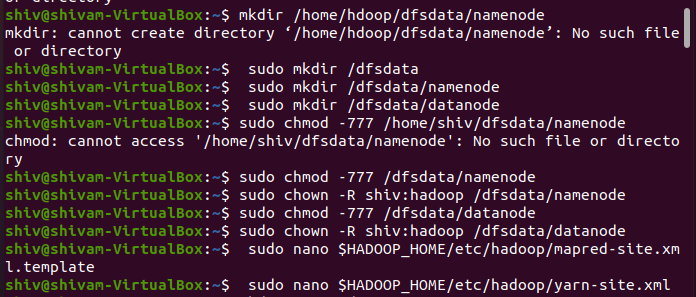 or directory
shiv@shivam-VirtualBox:~$ mkdir /home/hdoop/dfsdata/namenode
mkdir: cannot create directory ‘/home/hdoop/dfsdata/namenode’: No such file
 or directory
shiv@shivam-VirtualBox:~$  sudo mkdir /dfsdata
shiv@shivam-VirtualBox:~$  sudo mkdir /dfsdata/namenode
shiv@shivam-VirtualBox:~$  sudo mkdir /dfsdata/datanode
shiv@shivam-VirtualBox:~$ sudo chmod -777 /home/shiv/dfsdata/namenode
chmod: cannot access '/home/shiv/dfsdata/namenode': No such file or directo
ry
shiv@shivam-VirtualBox:~$ sudo chmod -777 /dfsdata/namenode
shiv@shivam-VirtualBox:~$ sudo chown -R shiv:hadoop /dfsdata/namenode
shiv@shivam-VirtualBox:~$ sudo chmod -777 /dfsdata/datanode
shiv@shivam-VirtualBox:~$ sudo chown -R shiv:hadoop /dfsdata/datanode
shiv@shivam-VirtualBox:~$  sudo nano $HADOOP_HOME/etc/hadoop/mapred-site.xm
l.template
shiv@shivam-VirtualBox:~$  sudo nano $HADOOP_HOME/etc/hadoop/yarn-site.xml